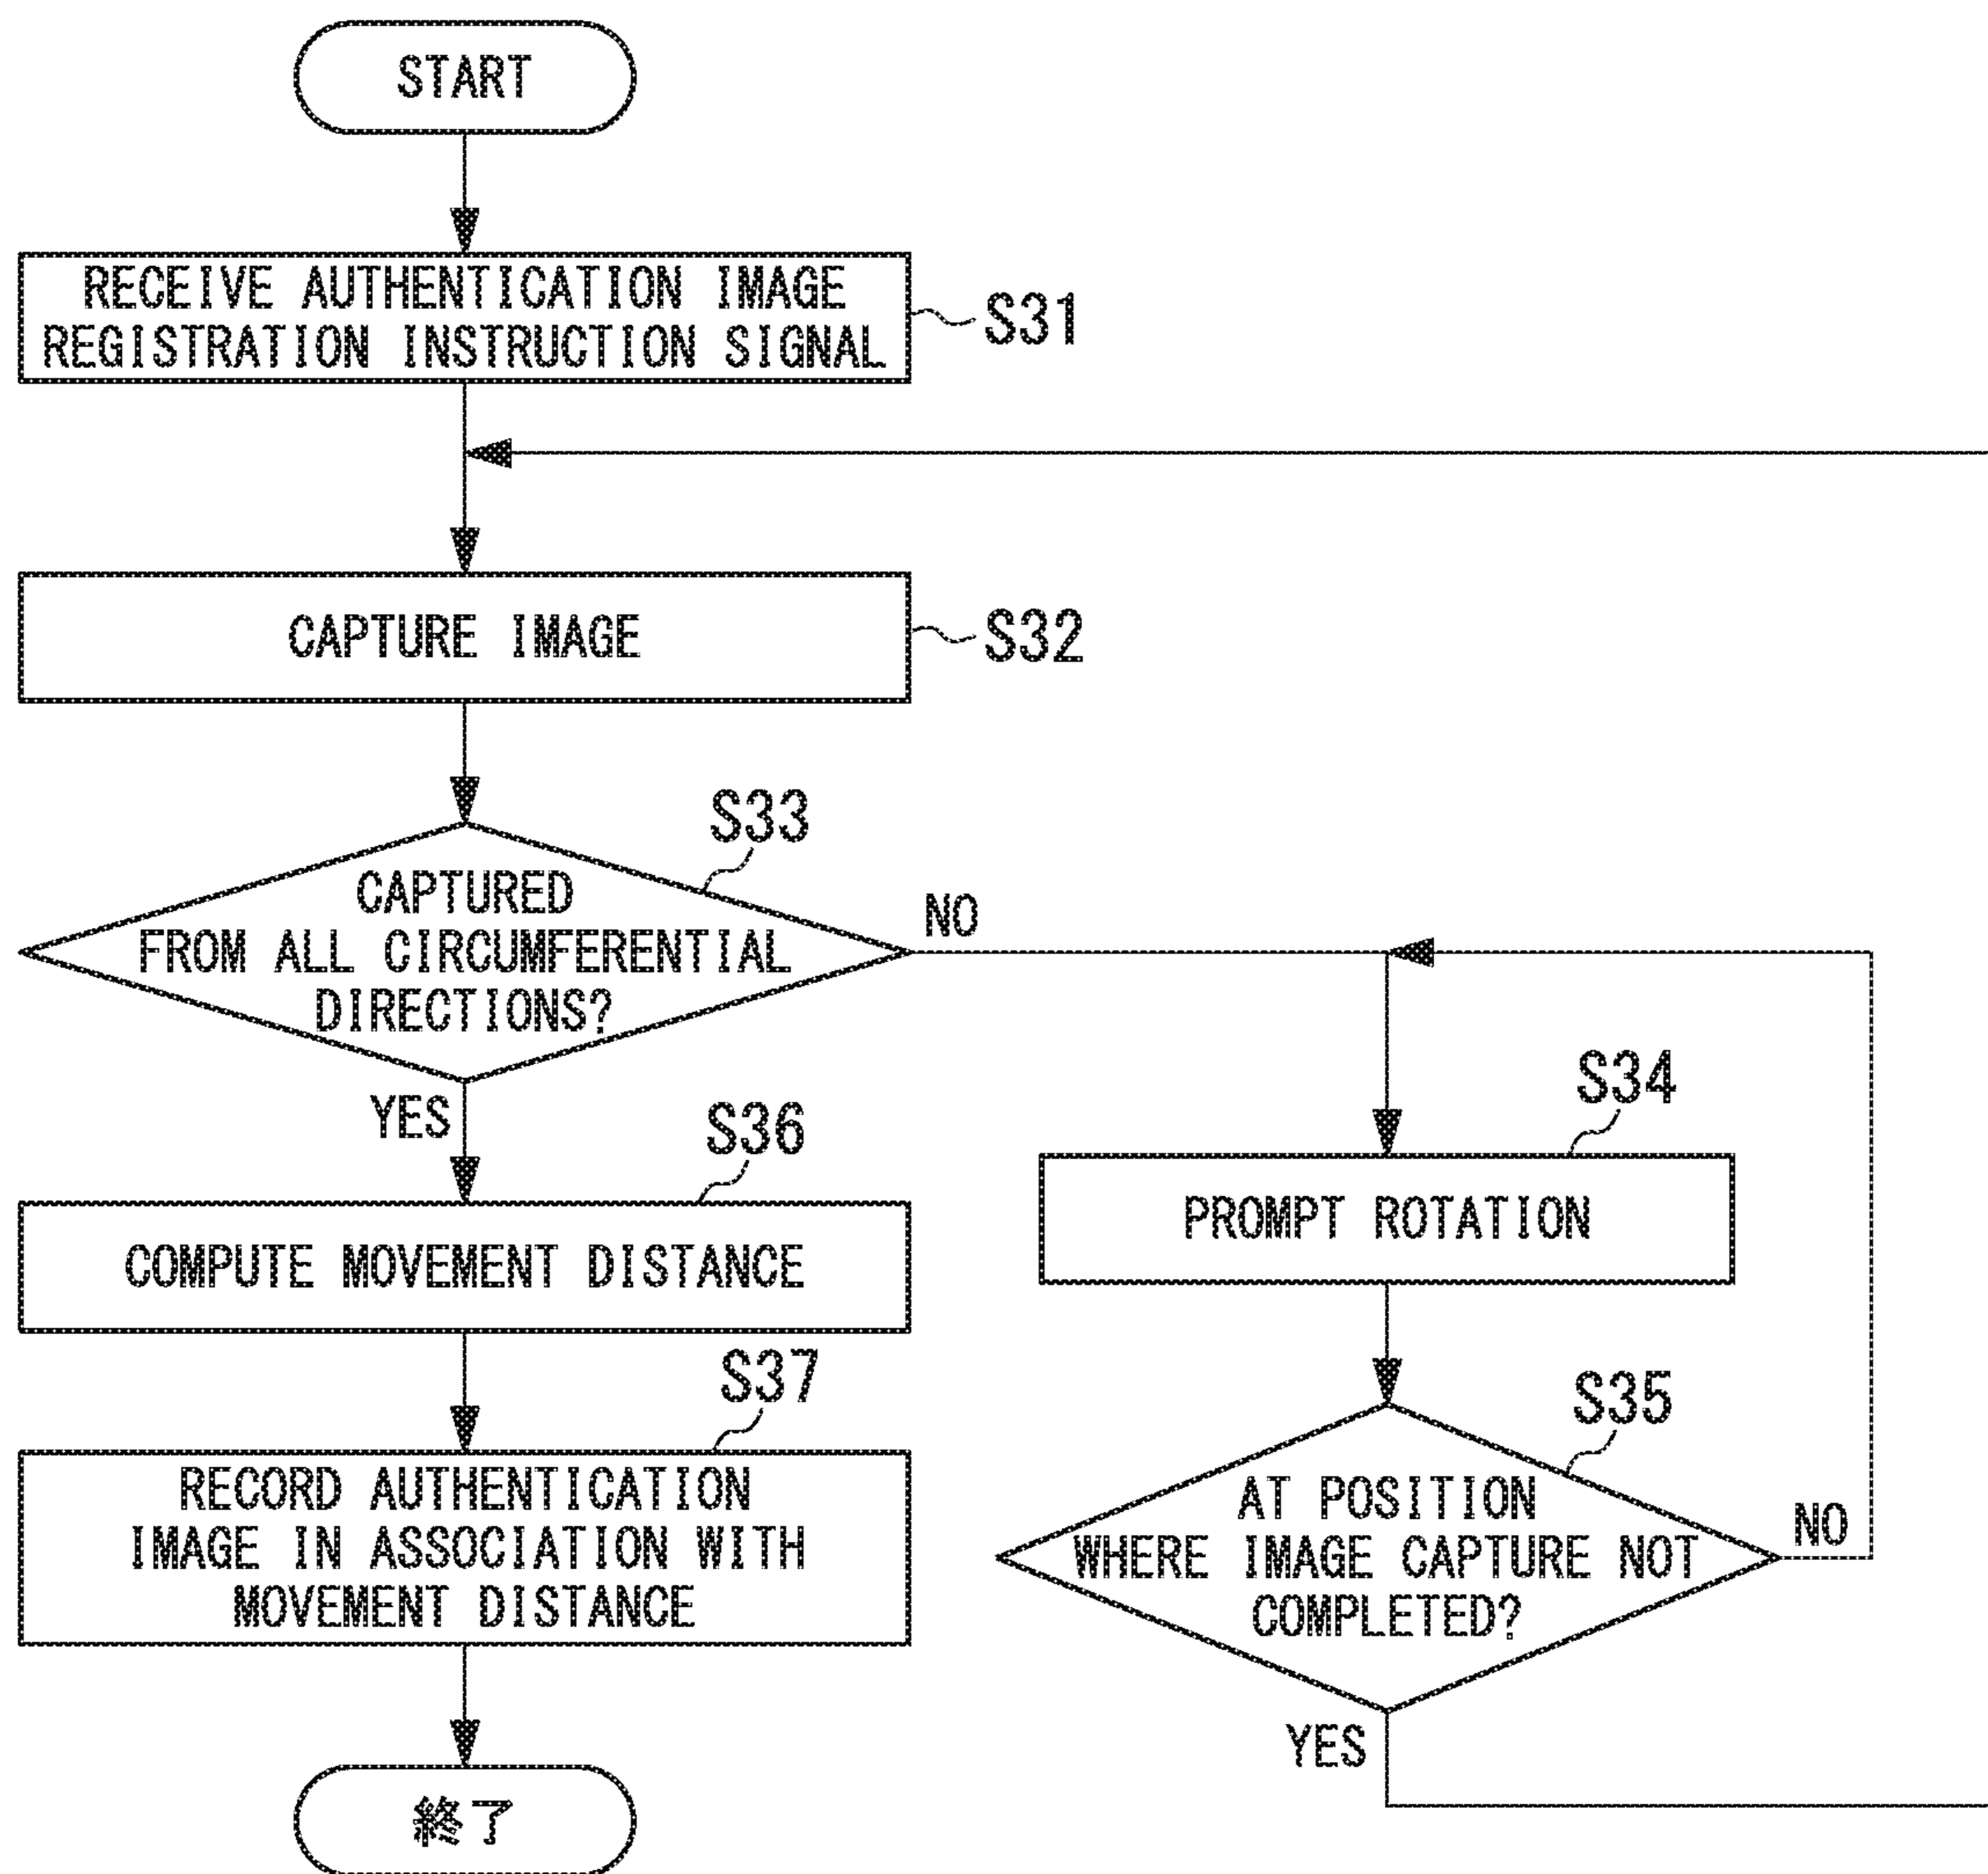 START
RECEIVE AUTHENTICATION IMAGE
REGISTRATION INSTRUCTION SIGNAL
S31
CAPTURE IMAGE
S32
S33
CAPTURED
FROM ALL CIRCUMFERENTIAL
DIRECTIONS?
NO
YES
S34
PROMPT ROTATION
S35
AT POSITION
WHERE IMAGE CAPTURE NOT
COMPLETED?
NO
YES
S36
COMPUTE MOVEMENT DISTANCE
S37
RECORD AUTHENTICATION
IMAGE IN ASSOCIATION WITH
MOVEMENT DISTANCE
終了